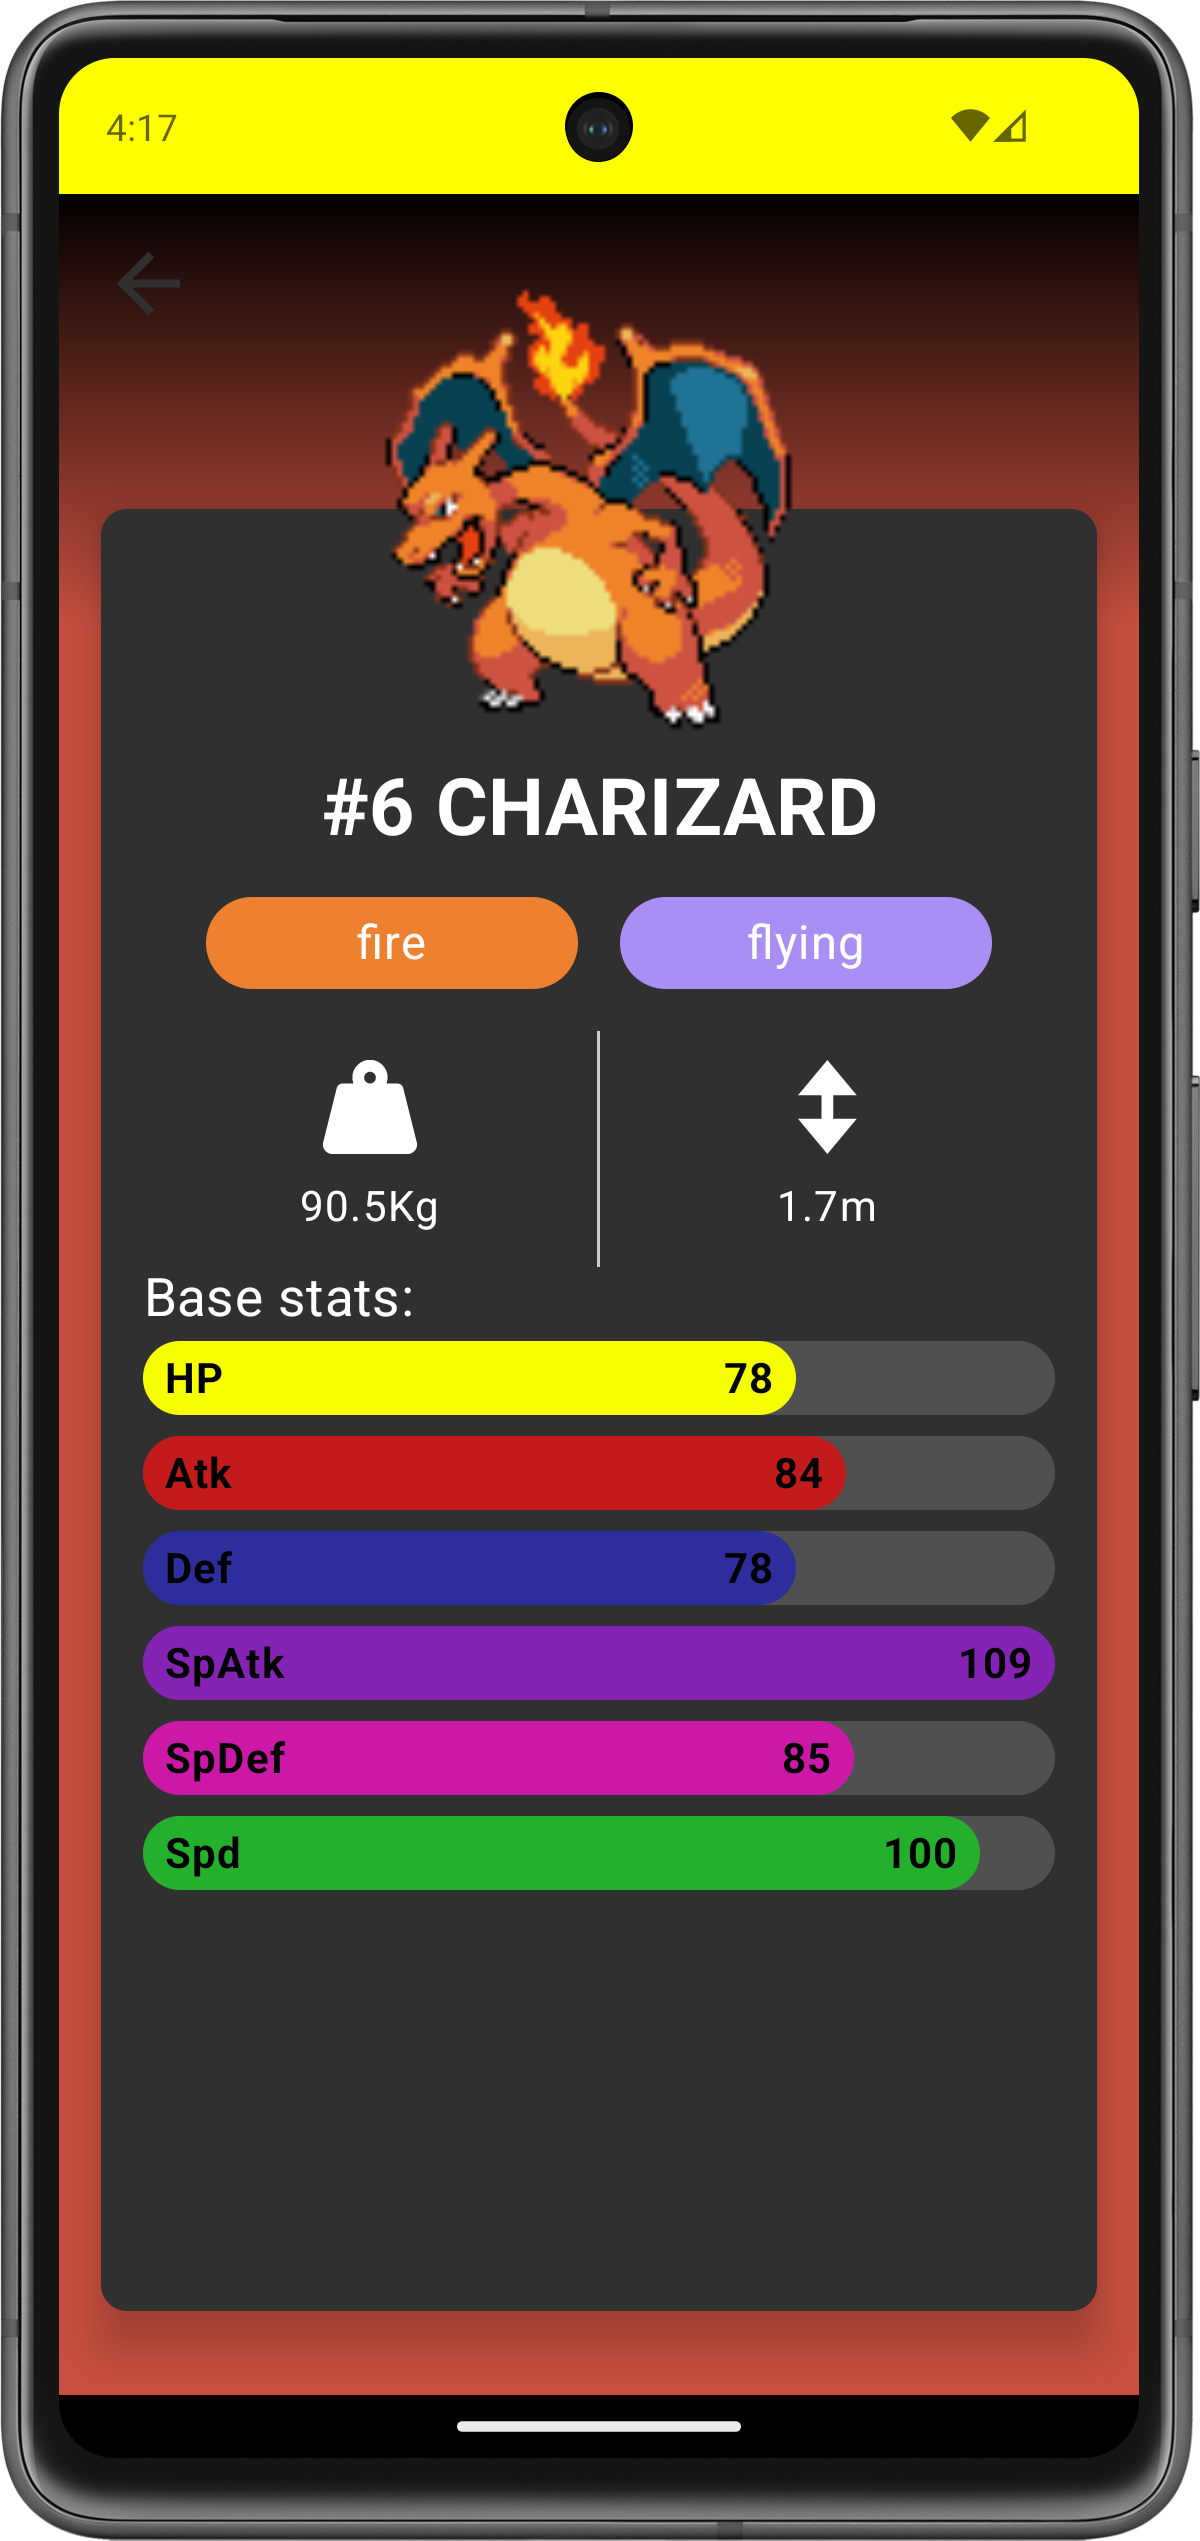 4:17
#6 CHARIZARD
fire
flying
90.5Kg
1.7m
Base stats:
HP 78
Atk 84
Def 78
SpAtk 109
SpDef 85
Spd 100